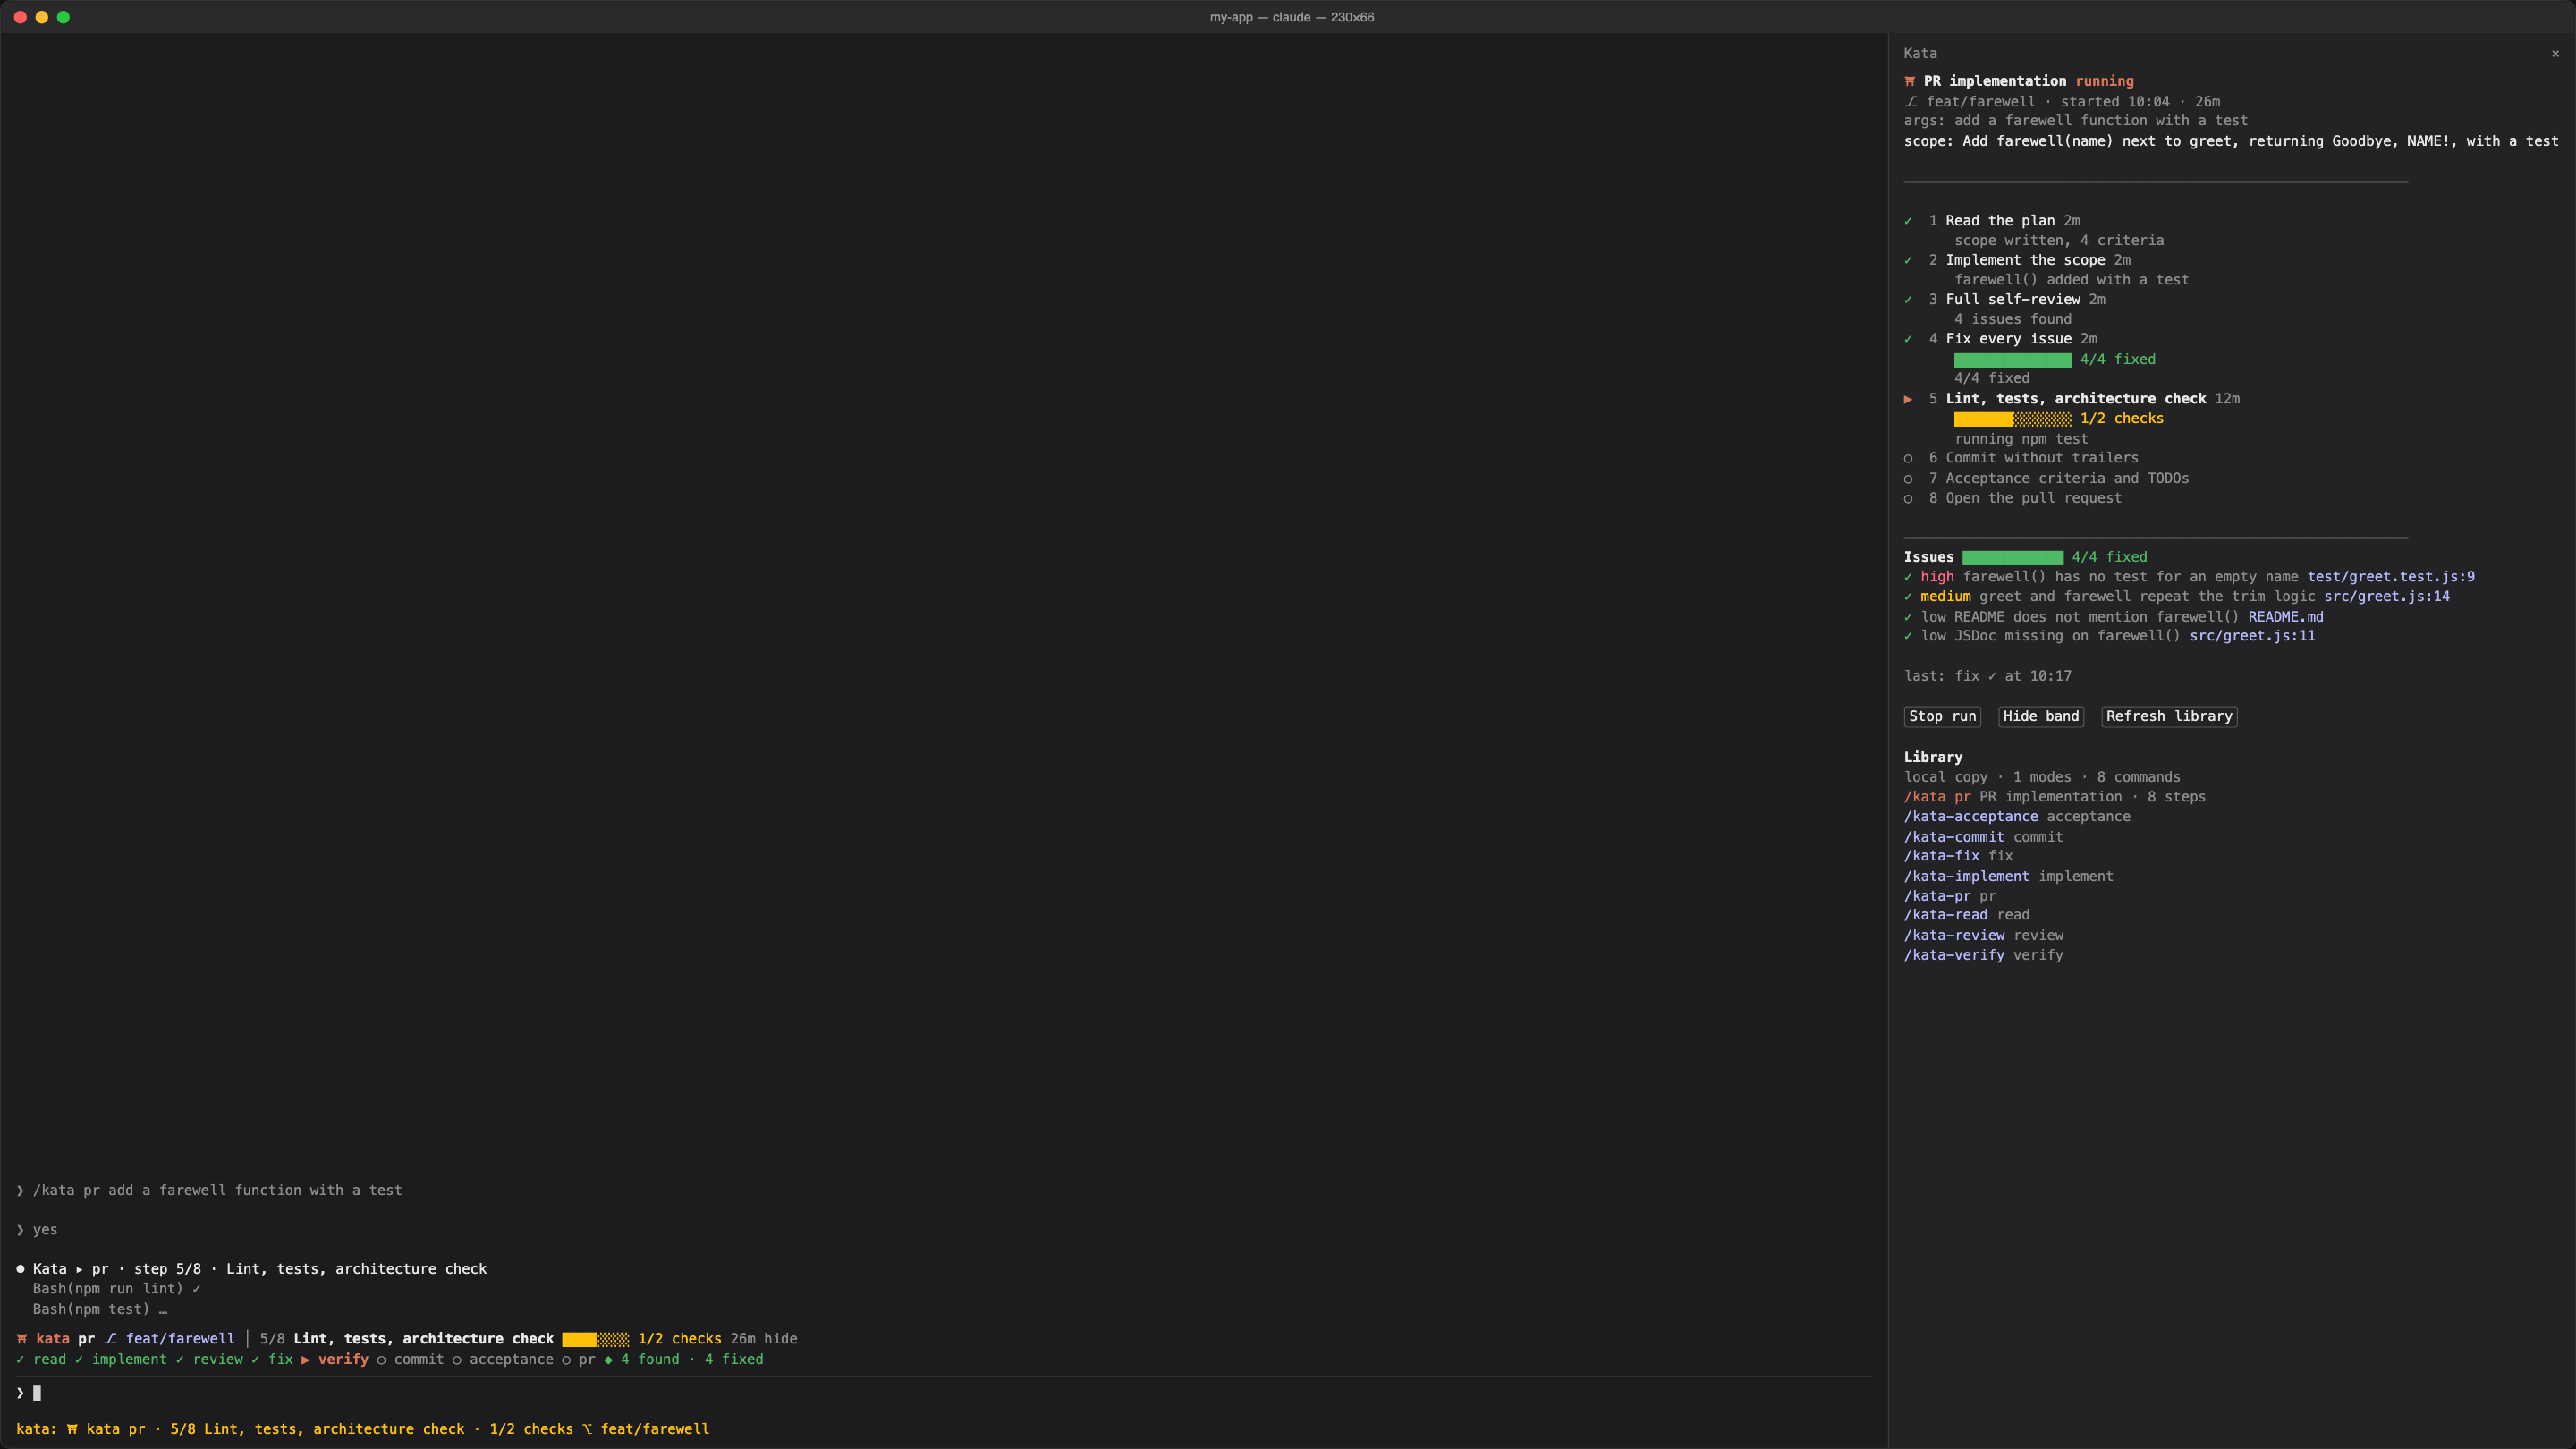 my-app — claude — 230×66
❯ /kata pr add a farewell function with a test
❯ yes
● Kata ▸ pr · step 5/8 · Lint, tests, architecture check
Bash(npm run lint) ✓
Bash(npm test) …
⛩ kata pr ⎇ feat/farewell │ 5/8 Lint, tests, architecture check ████░░░░ 1/2 checks 26m hide
✓ read ✓ implement ✓ review ✓ fix ▶ verify ○ commit ○ acceptance ○ pr ◆ 4 found · 4 fixed
❯
kata: ⛩ kata pr · 5/8 Lint, tests, architecture check · 1/2 checks ⌥ feat/farewell
Kata ×
⛩ PR implementation running
⎇ feat/farewell · started 10:04 · 26m
args: add a farewell function with a test
scope: Add farewell(name) next to greet, returning Goodbye, NAME!, with a test
✓ 1 Read the plan 2m
scope written, 4 criteria
✓ 2 Implement the scope 2m
farewell() added with a test
✓ 3 Full self-review 2m
4 issues found
✓ 4 Fix every issue 2m
██████████████ 4/4 fixed
4/4 fixed
▶ 5 Lint, tests, architecture check 12m
███████░░░░░░░ 1/2 checks
running npm test
○ 6 Commit without trailers
○ 7 Acceptance criteria and TODOs
○ 8 Open the pull request
Issues ████████████ 4/4 fixed
✓ high farewell() has no test for an empty name test/greet.test.js:9
✓ medium greet and farewell repeat the trim logic src/greet.js:14
✓ low README does not mention farewell() README.md
✓ low JSDoc missing on farewell() src/greet.js:11
last: fix ✓ at 10:17
Stop run Hide band Refresh library
Library
local copy · 1 modes · 8 commands
/kata pr PR implementation · 8 steps
/kata-acceptance acceptance
/kata-commit commit
/kata-fix fix
/kata-implement implement
/kata-pr pr
/kata-read read
/kata-review review
/kata-verify verify